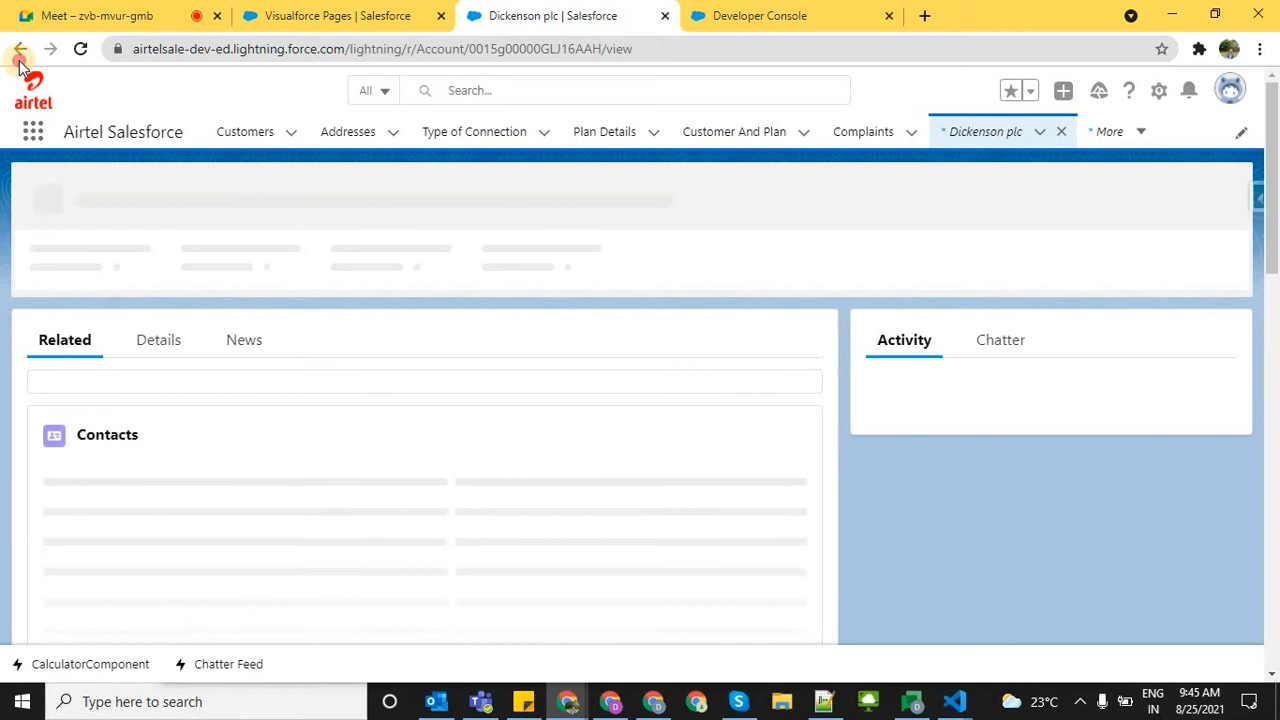 Meet – zvb-mvur-gmb
Visualforce Pages | Salesforce
Dickenson plc | Salesforce
Developer Console
airtelsale-dev-ed.lightning.force.com/lightning/r/Account/0015g00000GLJ16AAH/view
airtel
All
Search...
Airtel Salesforce
Customers
Addresses
Type of Connection
Plan Details
Customer And Plan
Complaints
* Dickenson plc
* More
Related
Details
News
Activity
Chatter
Contacts
CalculatorComponent
Chatter Feed
Type here to search
23°C
ENG
IN
9:45 AM
8/25/2021